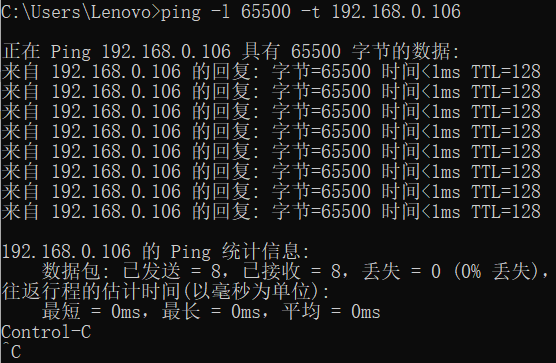 C:\Users\Lenovo>ping -l 65500 -t 192.168.0.106
正在 Ping 192.168.0.106 具有 65500 字节的数据:
来自 192.168.0.106 的回复: 字节=65500 时间<1ms TTL=128
来自 192.168.0.106 的回复: 字节=65500 时间<1ms TTL=128
来自 192.168.0.106 的回复: 字节=65500 时间<1ms TTL=128
来自 192.168.0.106 的回复: 字节=65500 时间<1ms TTL=128
来自 192.168.0.106 的回复: 字节=65500 时间<1ms TTL=128
来自 192.168.0.106 的回复: 字节=65500 时间<1ms TTL=128
来自 192.168.0.106 的回复: 字节=65500 时间<1ms TTL=128
来自 192.168.0.106 的回复: 字节=65500 时间<1ms TTL=128
192.168.0.106 的 Ping 统计信息:
数据包: 已发送 = 8，已接收 = 8，丢失 = 0 (0% 丢失)，
往返行程的估计时间(以毫秒为单位):
最短 = 0ms，最长 = 0ms，平均 = 0ms
Control-C
^C